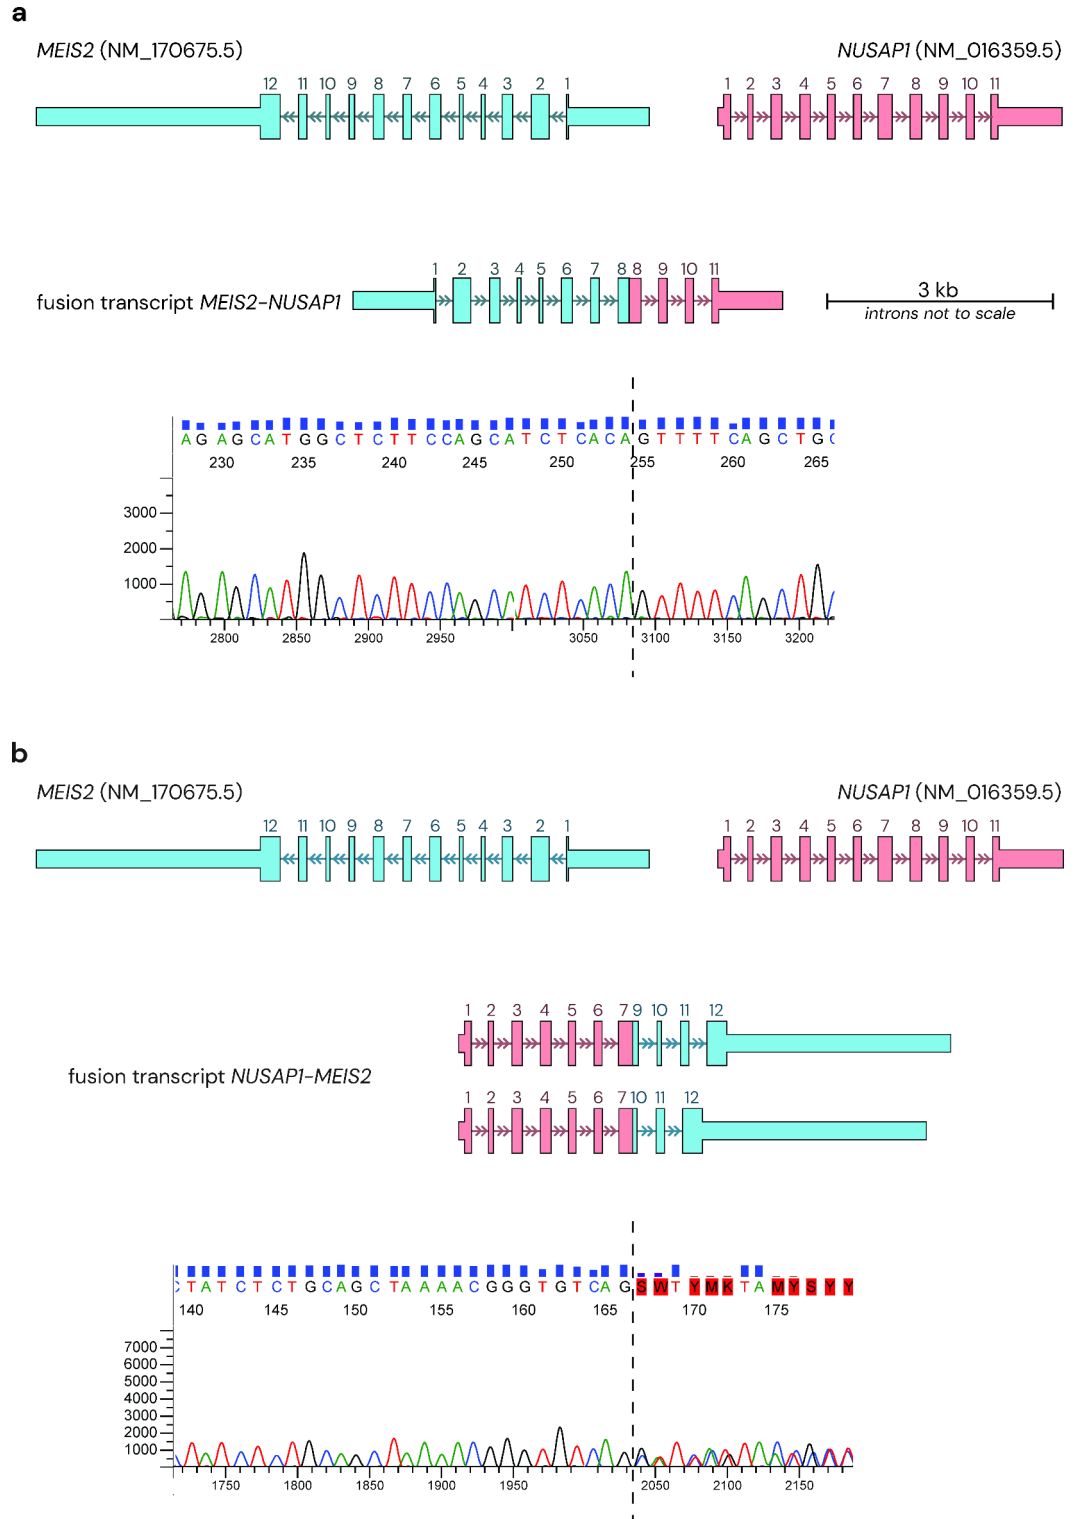 a
MEIS2 (NM_170675.5) NUSAP1 (NM_016359.5)
12 11 10 9 8 7 6 5 4 3 2 1 1 2 3 4 5 6 7 8 9 10 11
1 2 3 4 5 6 7 8 8 9 10 11
fusion transcript MEIS2-NUSAP1
3 kb
introns not to scale
AGAGCATGGCTCTTCCAGCATCTCACAGTTTTCAGCTGC
230 235 240 245 250 255 260 265
3000
2000
1000
2800 2850 2900 2950 3050 3100 3150 3200
b
MEIS2 (NM_170675.5) NUSAP1 (NM_016359.5)
12 11 10 9 8 7 6 5 4 3 2 1 1 2 3 4 5 6 7 8 9 10 11
1 2 3 4 5 6 7 9 10 11 12
fusion transcript NUSAP1-MEIS2
1 2 3 4 5 6 7 10 11 12
CTATCTCTGCAGCTAAAACGGGTGTCAGSWTYMKTAMYSYY
140 145 150 155 160 165 170 175
7000
6000
5000
4000
3000
2000
1000
1750 1800 1850 1900 1950 2050 2100 2150